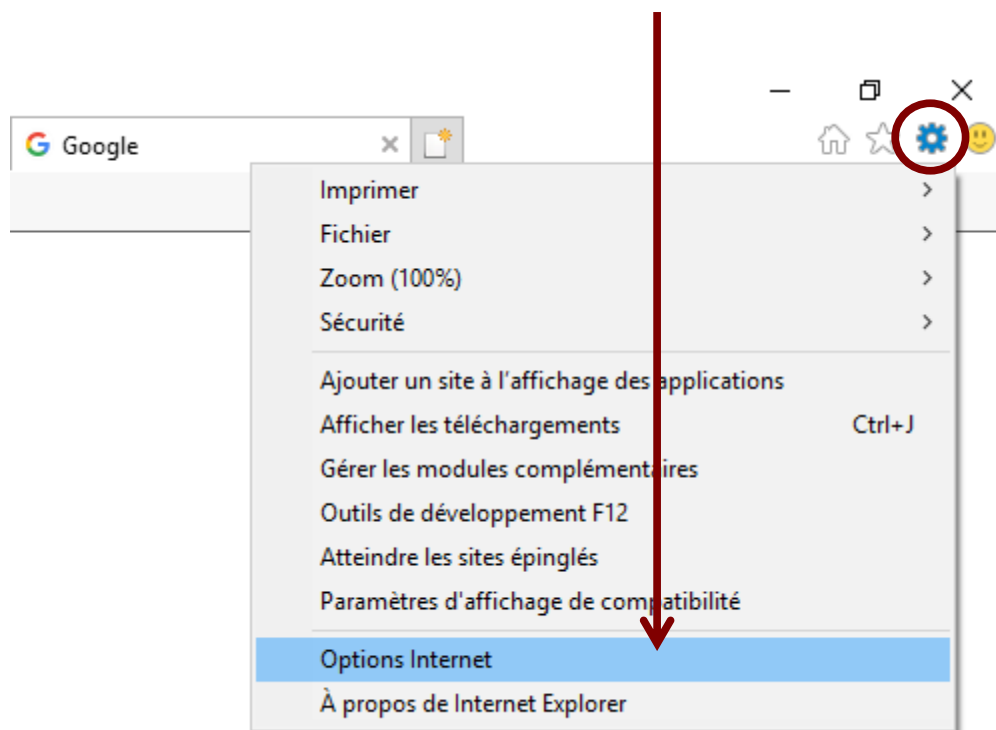 Google
Imprimer
Fichier
Zoom (100%)
Sécurité
Ajouter un site à l'affichage des applications
Afficher les téléchargements Ctrl+J
Gérer les modules complémentaires
Outils de développement F12
Atteindre les sites épinglés
Paramètres d'affichage de compatibilité
Options Internet
À propos de Internet Explorer